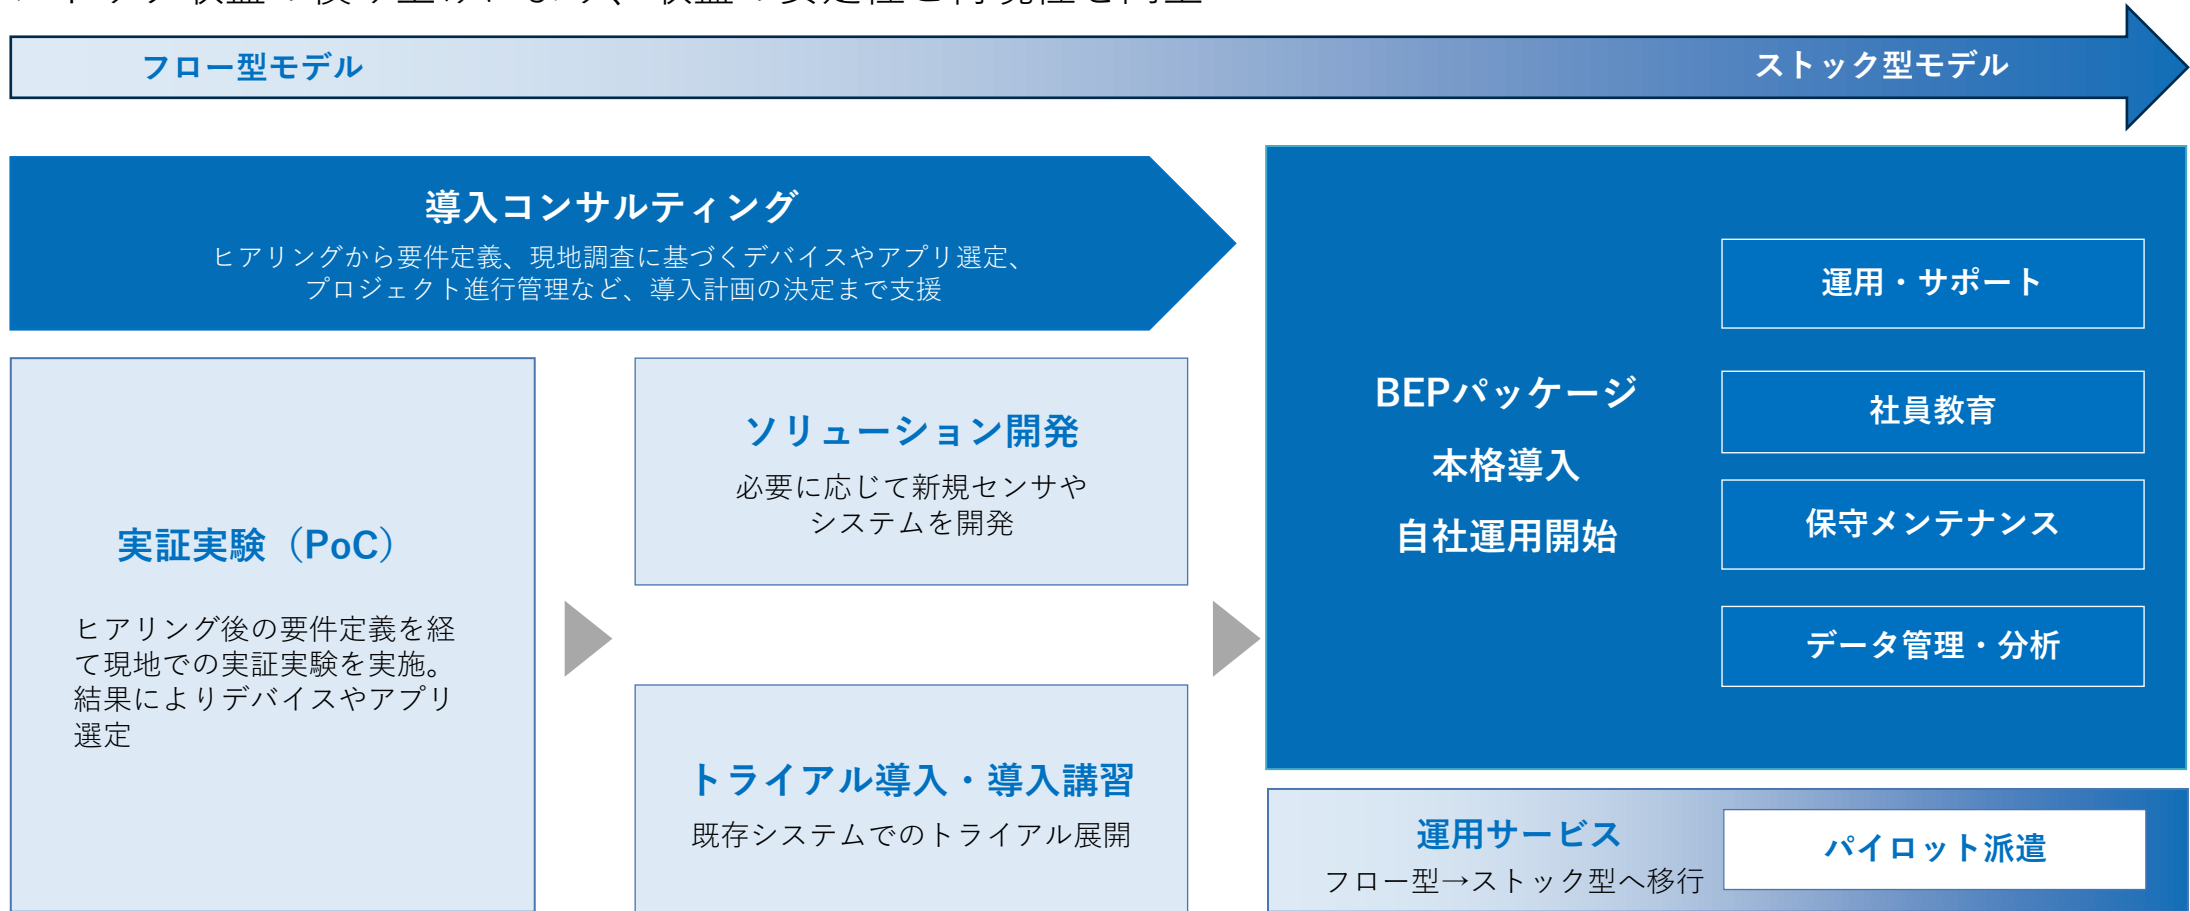 フロー型モデル
ストック型モデル
導入コンサルティング
ヒアリングから要件定義、現地調査に基づくデバイスやアプリ選定、
プロジェクト進行管理など、導入計画の決定まで支援
実証実験（PoC）
ヒアリング後の要件定義を経
て現地での実証実験を実施。
結果によりデバイスやアプリ
選定
ソリューション開発
必要に応じて新規センサや
システムを開発
トライアル導入・導入講習
既存システムでのトライアル展開
BEPパッケージ
本格導入
自社運用開始
運用・サポート
社員教育
保守メンテナンス
データ管理・分析
運用サービス
フロー型→ストック型へ移行
パイロット派遣